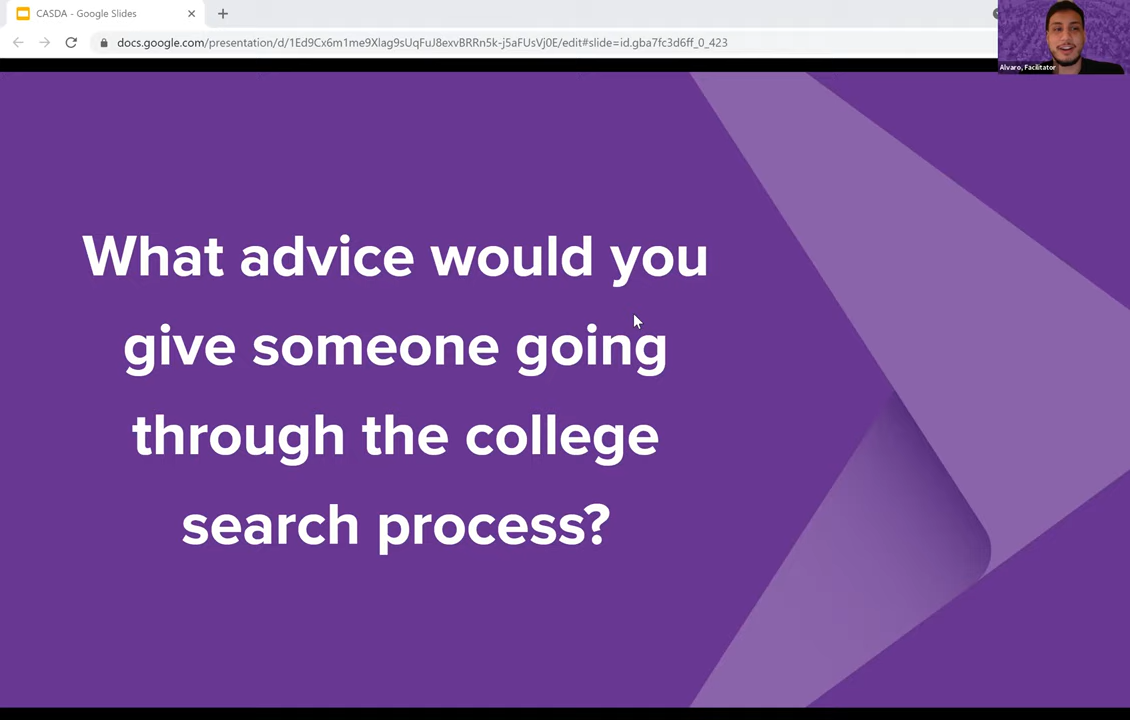 CASDA - Google Slides
docs.google.com/presentation/d/1Ed9Cx6m1me9Xlag9sUqFuJ8exvBRRn5k-j5aFUsVj0E/edit#slide=id.gba7fc3d6ff_0_423
Alvaro, Facilitator
What advice would you
give someone going
through the college
search process?